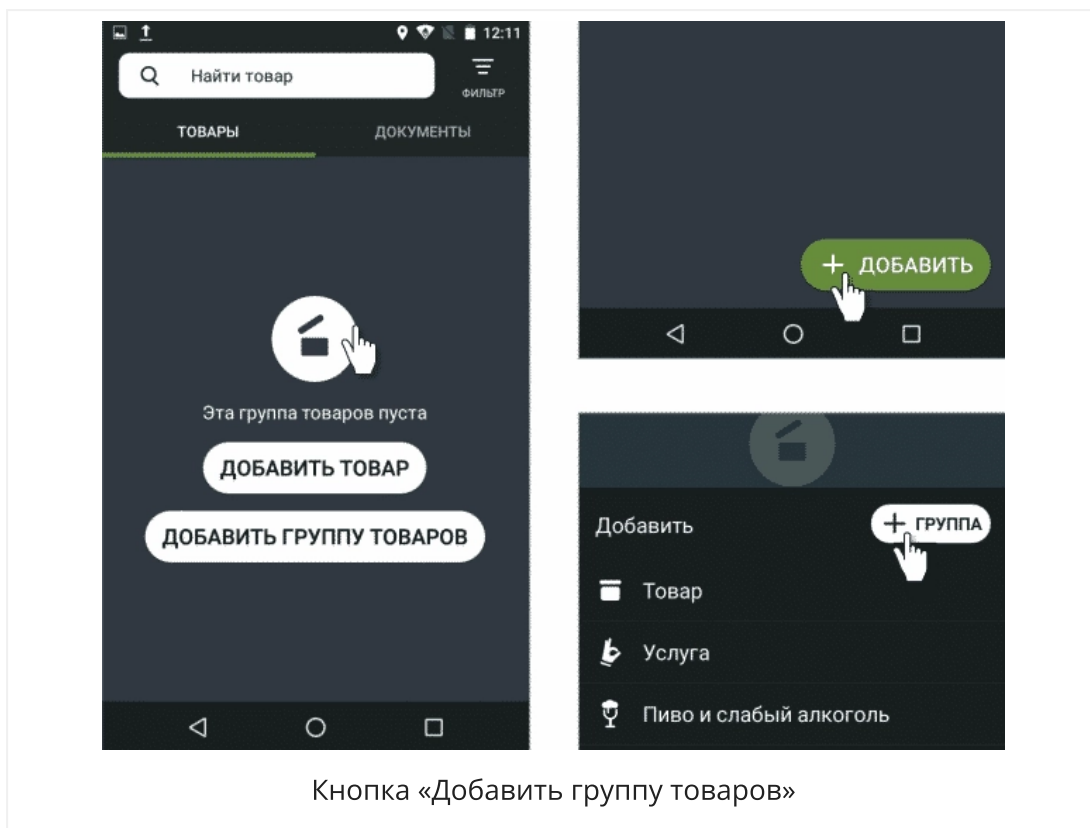 12:11
Найти товар
ФИЛЬТР
ТОВАРЫ ДОКУМЕНТЫ
Эта группа товаров пуста
ДОБАВИТЬ ТОВАР
ДОБАВИТЬ ГРУППУ ТОВАРОВ
+ ДОБАВИТЬ
Добавить + ГРУППА
Товар
Услуга
Пиво и слабый алкоголь
Кнопка «Добавить группу товаров»